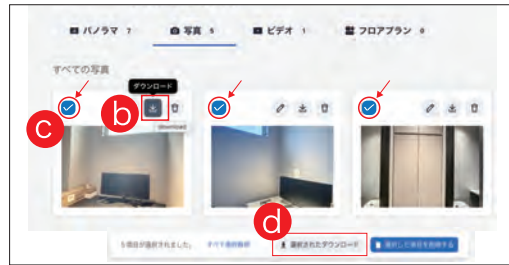 パノラマ 7
写真 5
ビデオ 1
フロアプラン 0
すべての写真
ダウンロード
c
b
download
d
5項目が選択されました。
すべて選択解除
選択されたダウンロード
選択した項目を削除する